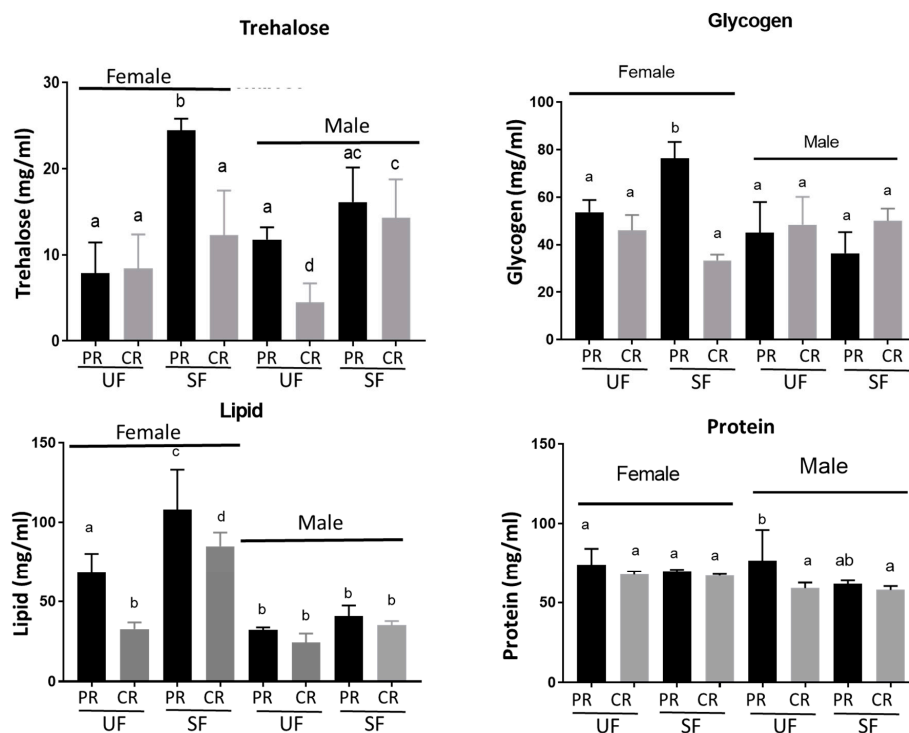 Trehalose
Female
Male
Trehalose (mg/ml)
30
20
10
0
a a b a a d ac c
PR CR PR CR PR CR PR CR
UF SF UF SF
Glycogen
Female
Male
Glycogen (mg/ml)
100
80
60
40
20
0
a a b a a a a a
PR CR PR CR PR CR PR CR
UF SF UF SF
Lipid
Female
Male
Lipid (mg/ml)
150
100
50
0
a b c d b b b b
PR CR PR CR PR CR PR CR
UF SF UF SF
Protein
Female
Male
Protein (mg/ml)
150
100
50
0
a a a a b a ab a
PR CR PR CR PR CR PR CR
UF SF UF SF